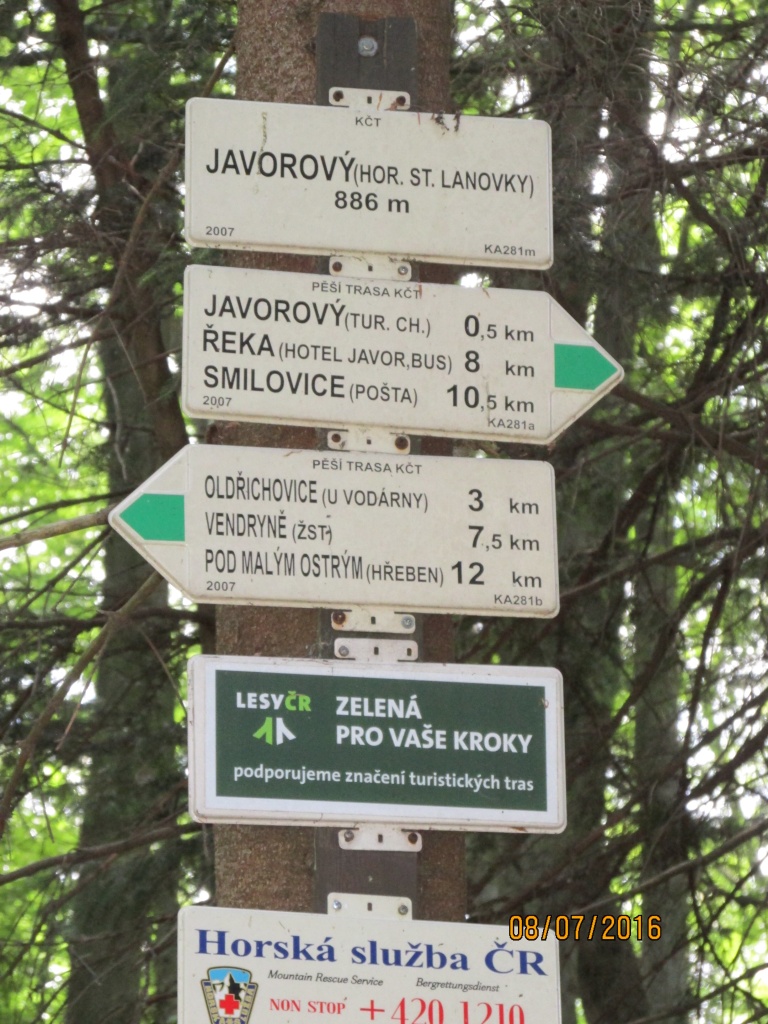 KČT
JAVOROVÝ(HOR. ST. LANOVKY)
886 m
2007 KA281m
PĚŠÍ TRASA KČT
JAVOROVÝ(TUR. CH.) 0,5 km
ŘEKA (HOTEL JAVOR,BUS) 8 km
SMILOVICE (POŠTA) 10,5 km
2007 KA281a
PĚŠÍ TRASA KČT
OLDŘICHOVICE (U VODÁRNY) 3 km
VENDRYNĚ (ŽST) 7,5 km
POD MALÝM OSTRÝM (HŘEBEN) 12 km
2007 KA281b
LESYČR ZELENÁ
PRO VAŠE KROKY
podporujeme značení turistických tras
Horská služba ČR
Mountain Rescue Service Bergrettungsdienst
NON STOP +420 1210
08/07/2016